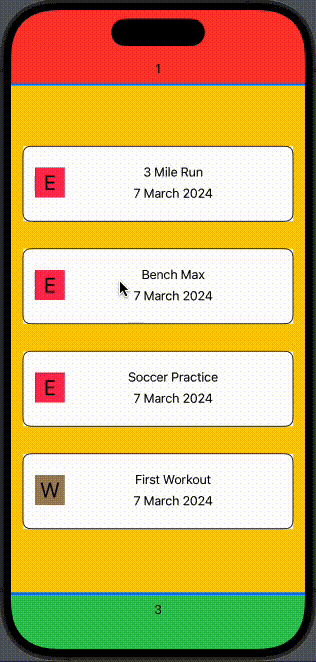 1
E
3 Mile Run
7 March 2024
E
Bench Max
7 March 2024
E
Soccer Practice
7 March 2024
W
First Workout
7 March 2024
3